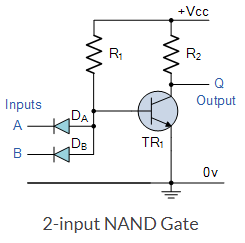 +Vcc
R1
R2
Q
Output
Inputs
DA
A
TR1
DB
B
0v
2-input NAND Gate